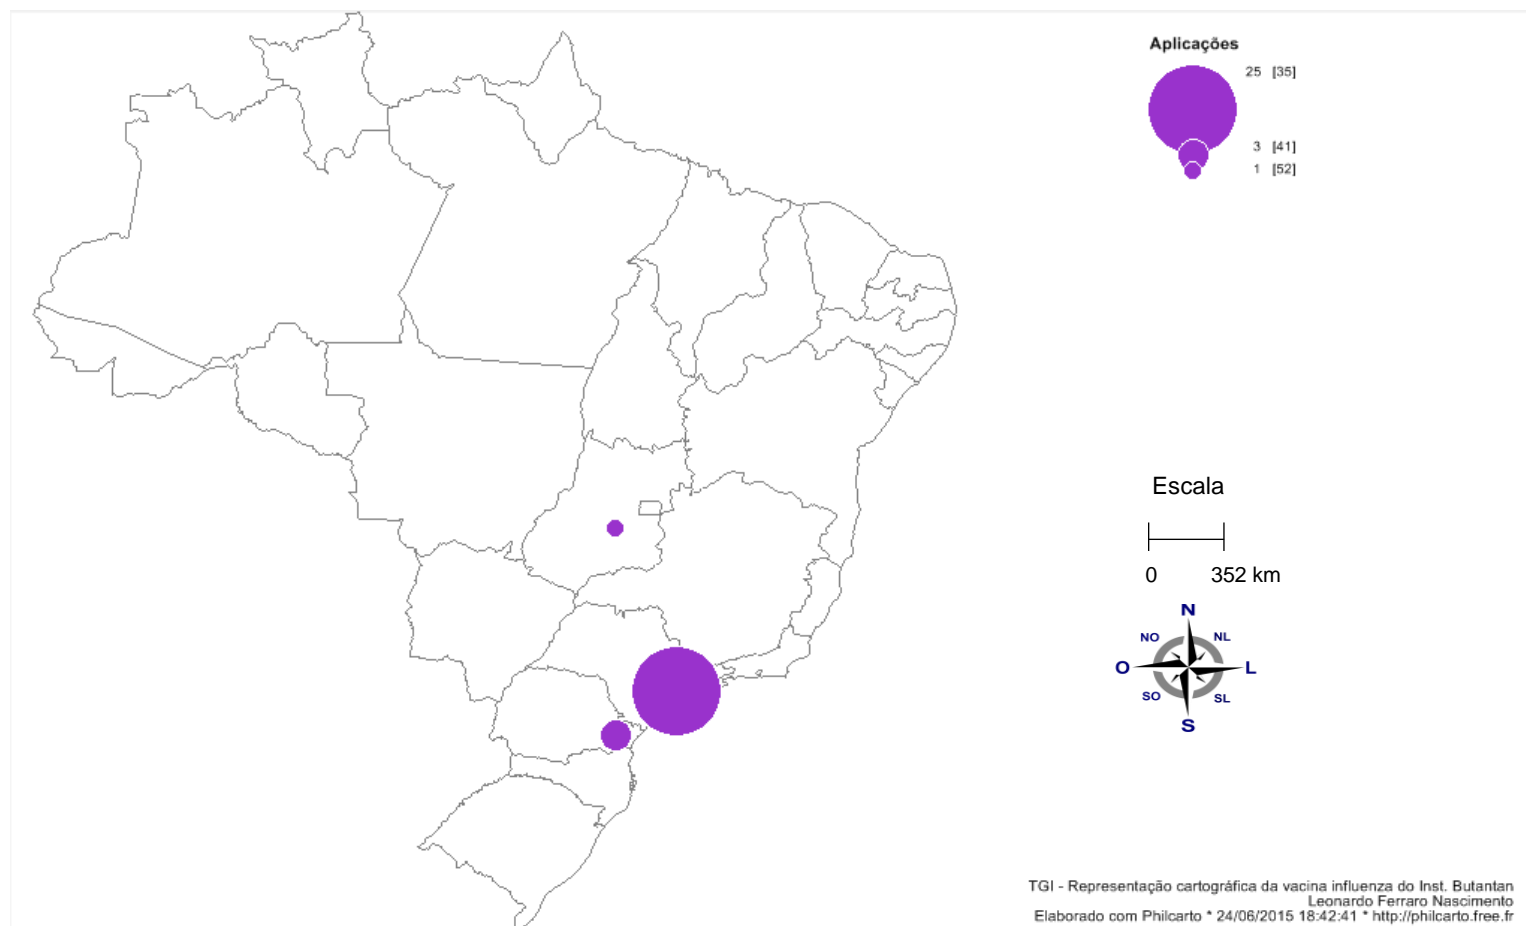 Aplicações
25 [35]
3 [41]
1 [52]
Escala
0 352 km
N
NO NL
O L
SO SL
S
TGI - Representação cartográfica da vacina influenza do Inst. Butantan
Leonardo Ferraro Nascimento
Elaborado com Philcarto * 24/06/2015 18:42:41 * http://philcarto.free.fr